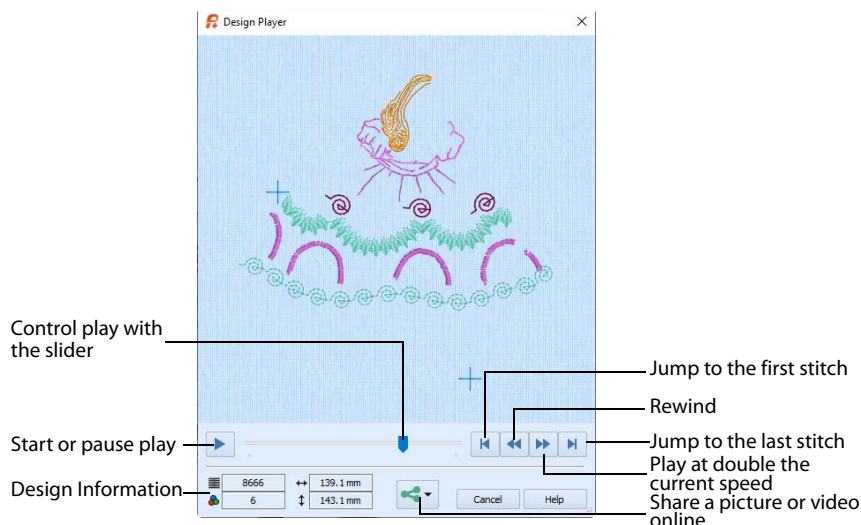 Design Player
Control play with
the slider
Jump to the first stitch
Rewind
Start or pause play
Jump to the last stitch
Play at double the
current speed
Design Information
8666
139.1 mm
6
143.1 mm
Cancel
Help
Share a picture or video
online